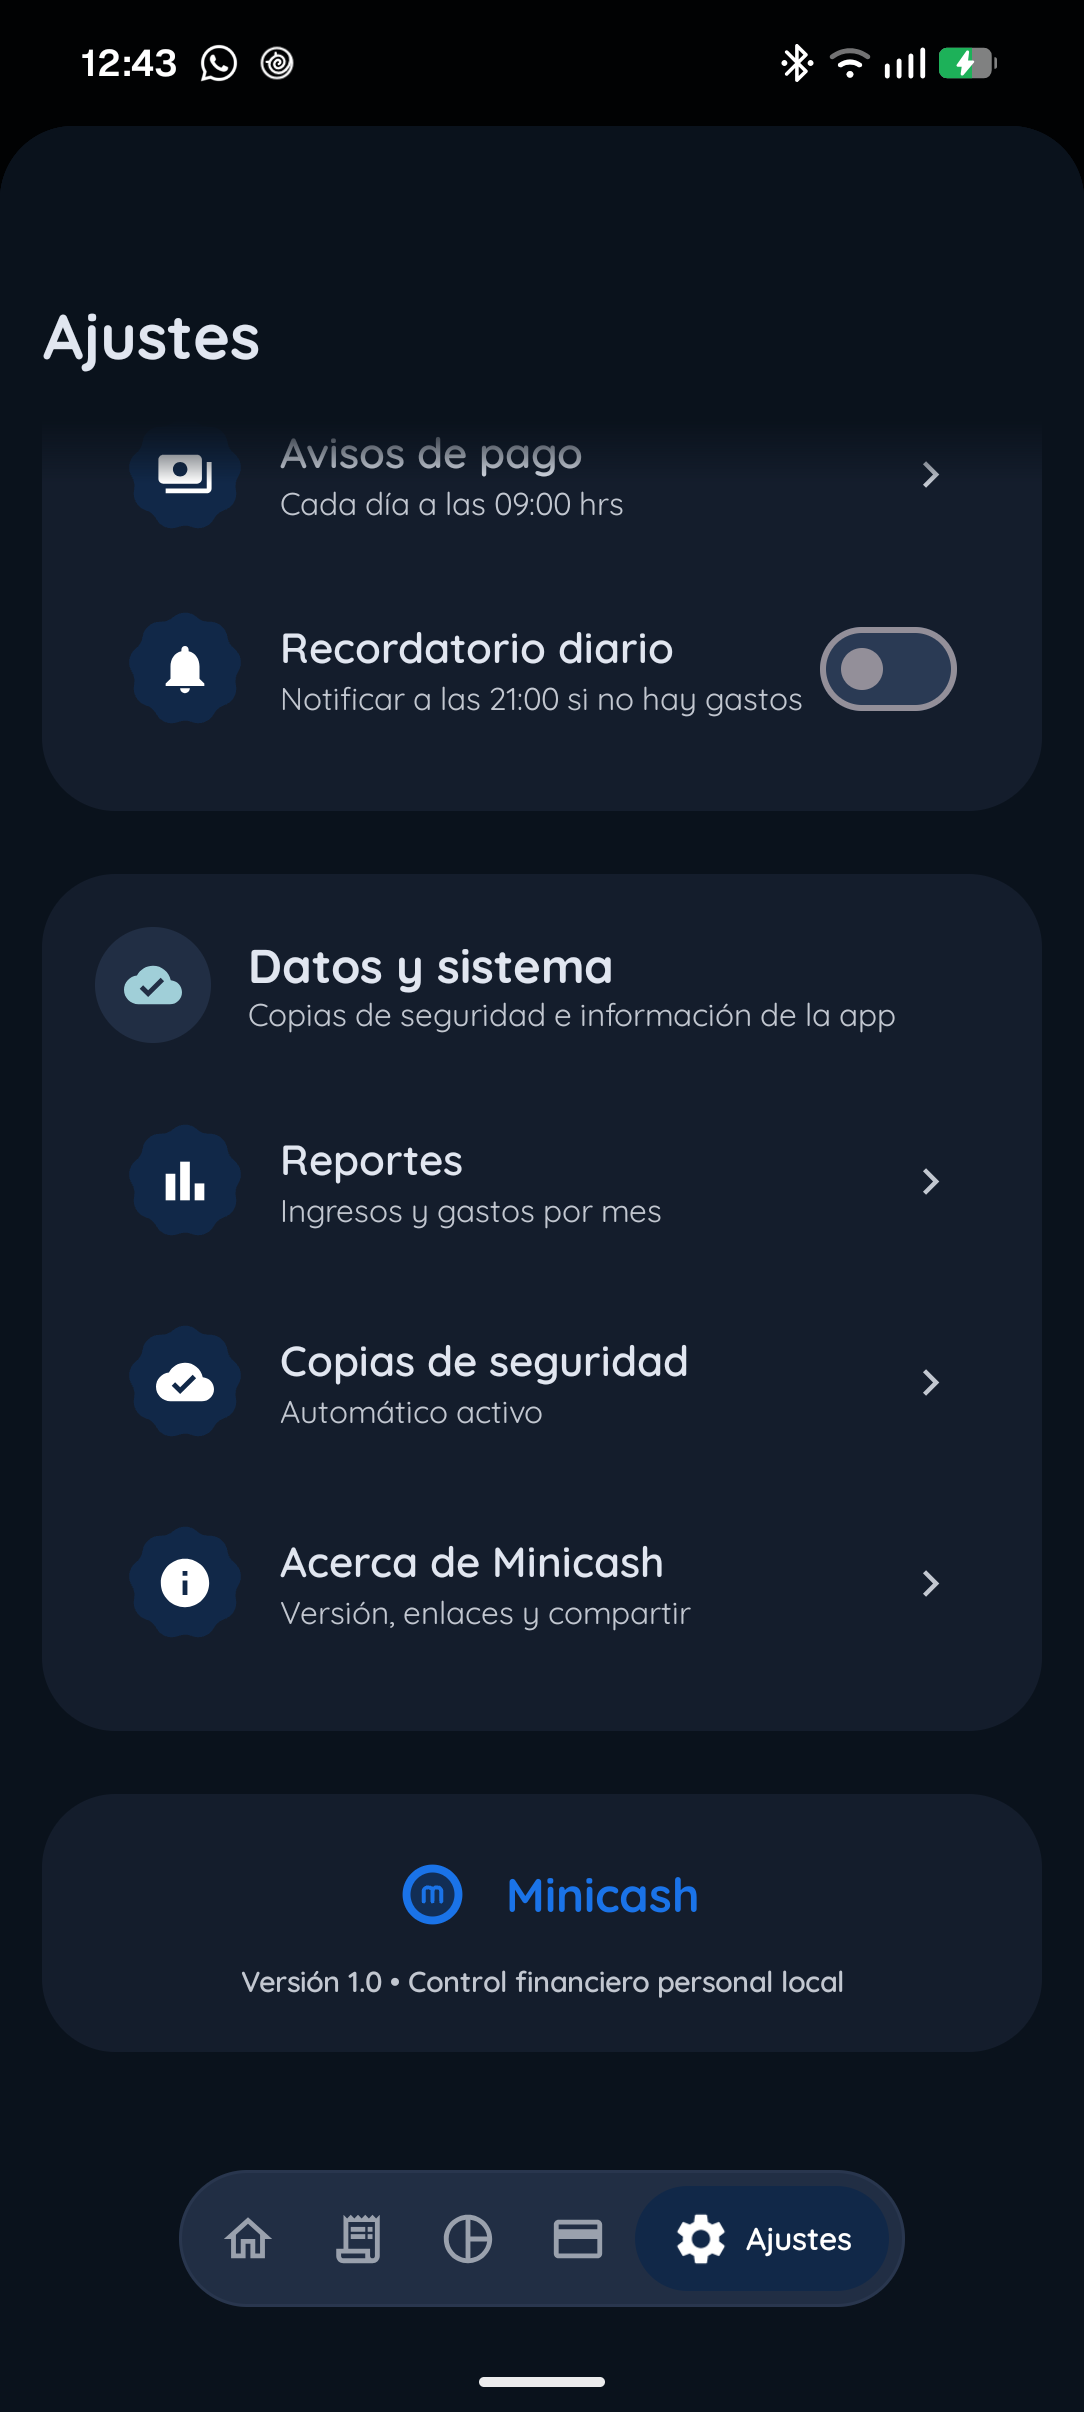 12:43
Ajustes
Avisos de pago
Cada día a las 09:00 hrs
Recordatorio diario
Notificar a las 21:00 si no hay gastos
Datos y sistema
Copias de seguridad e información de la app
Reportes
Ingresos y gastos por mes
Copias de seguridad
Automático activo
Acerca de Minicash
Versión, enlaces y compartir
m Minicash
Versión 1.0 • Control financiero personal local
Ajustes